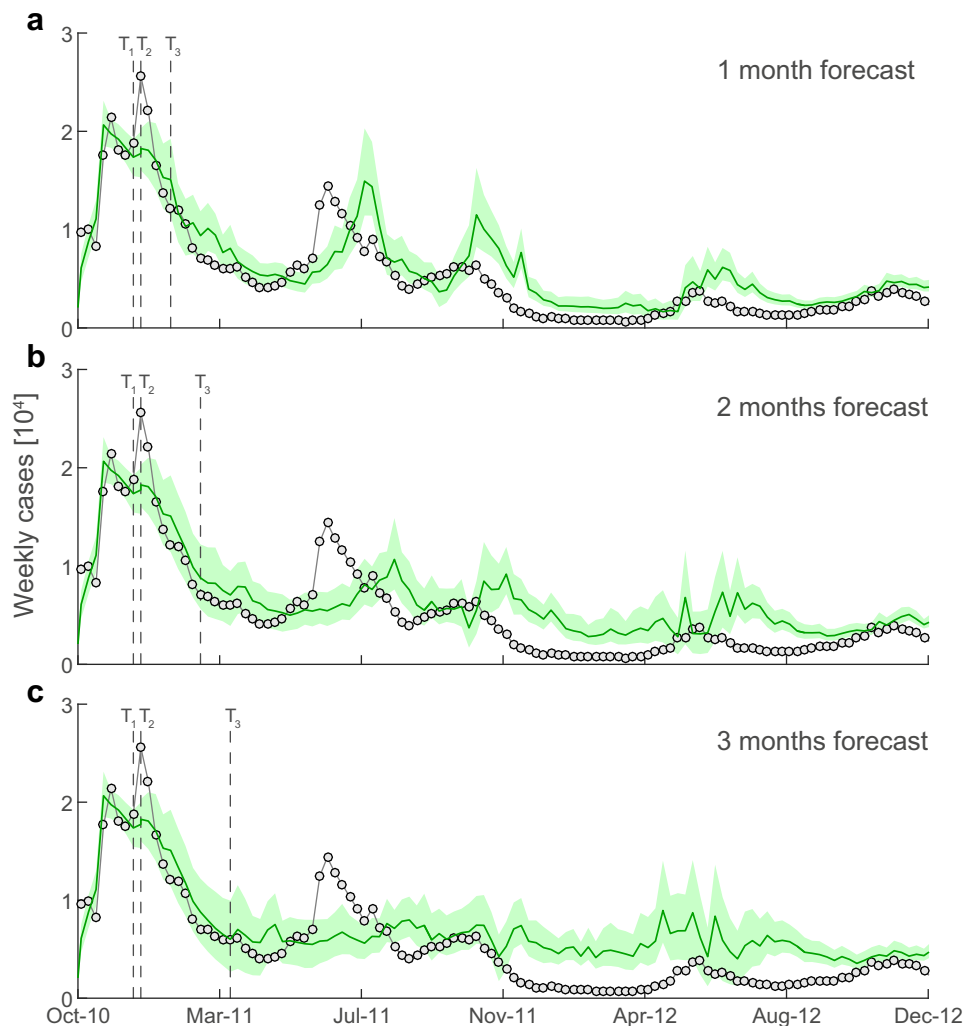 a
T1 T2 T3
3
1 month forecast
2
1
0
b
T1 T2 T3
3
2 months forecast
2
1
0
Weekly cases [10⁴]
c
T1 T2 T3
3
3 months forecast
2
1
0
Oct-10 Mar-11 Jul-11 Nov-11 Apr-12 Aug-12 Dec-12